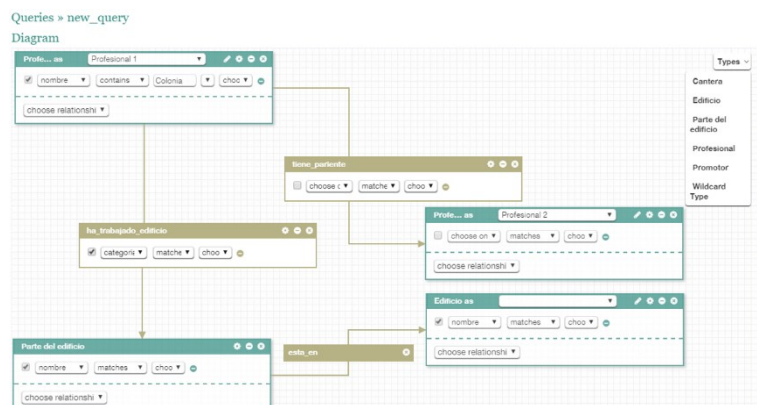 Queries » new_query
Diagram
Profe... as Profesional 1
nombre contains Colonia choc
choose relationshi
Types
Cantera
Edificio
Parte del
edificio
Profesional
Promotor
Wildcard
Type
tiene_pariente
choose c matche choo
Profe... as Profesional 2
choose on matches choo
choose relationshi
ha_trabajado_edificio
categori matche choo
Edificio as
nombre matches choo
choose relationshi
Parte del edificio
nombre matches choo
choose relationshi
esta_en